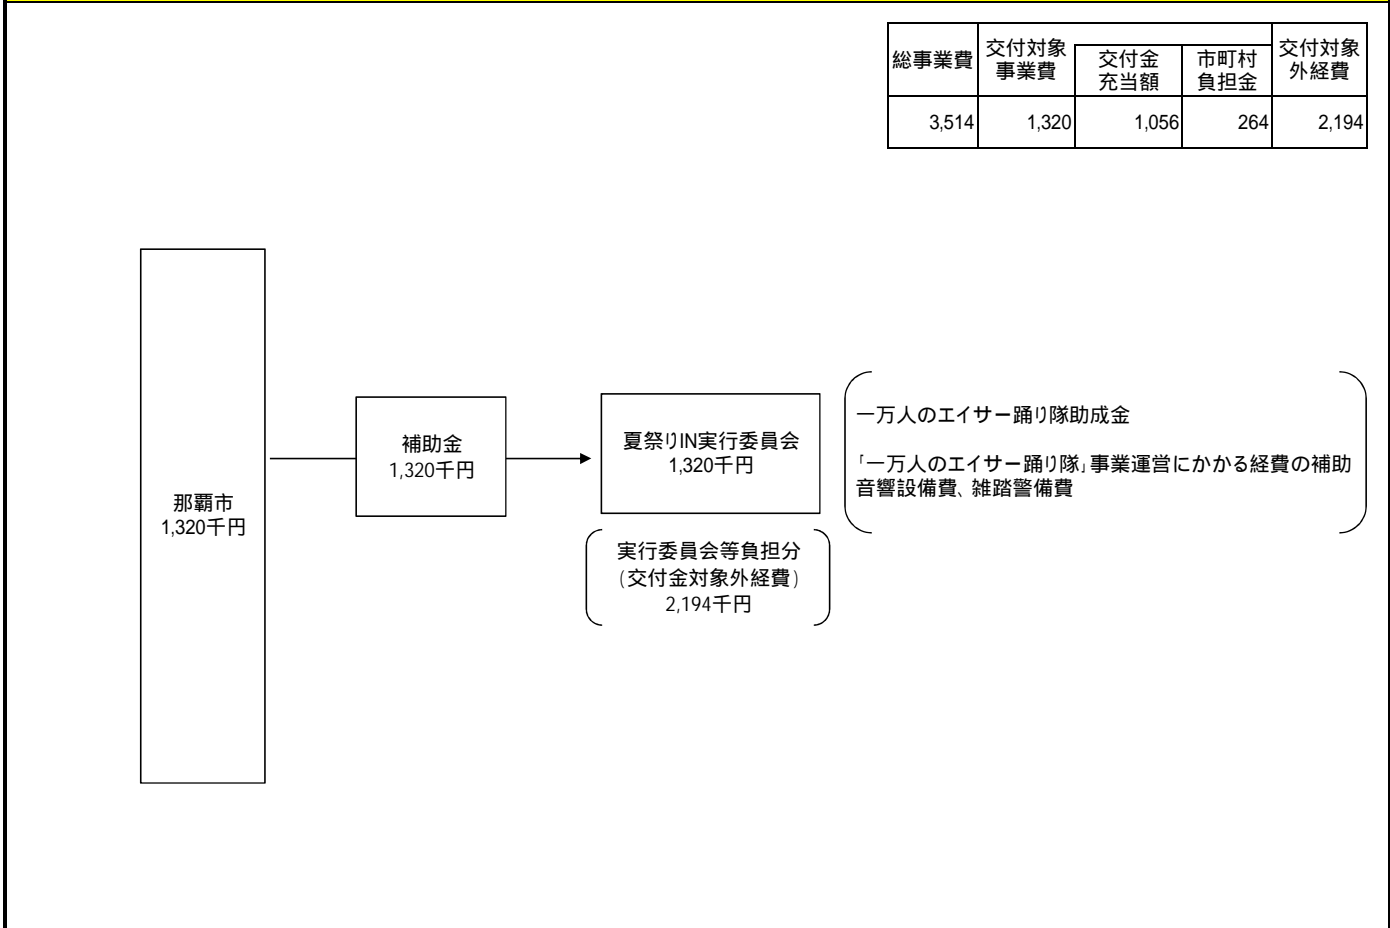 総事業費 交付対象事業費 交付金充当額 市町村負担金 交付対象外経費
3,514 1,320 1,056 264 2,194
那覇市
1,320千円
補助金
1,320千円
夏祭りIN実行委員会
1,320千円
実行委員会等負担分
(交付金対象外経費)
2,194千円
一万人のエイサー踊り隊助成金
「一万人のエイサー踊り隊」事業運営にかかる経費の補助
音響設備費、雑踏警備費